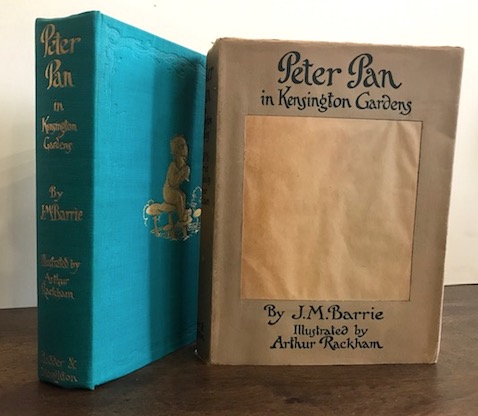 Peter
Pan
in
Kensington
Gardens
By
J.M.Barrie
Illustrated by
Arthur
Rackham
Hodder &
Stoughton
Peter Pan
in Kensington Gardens
By J.M.Barrie
Illustrated by
Arthur Rackham